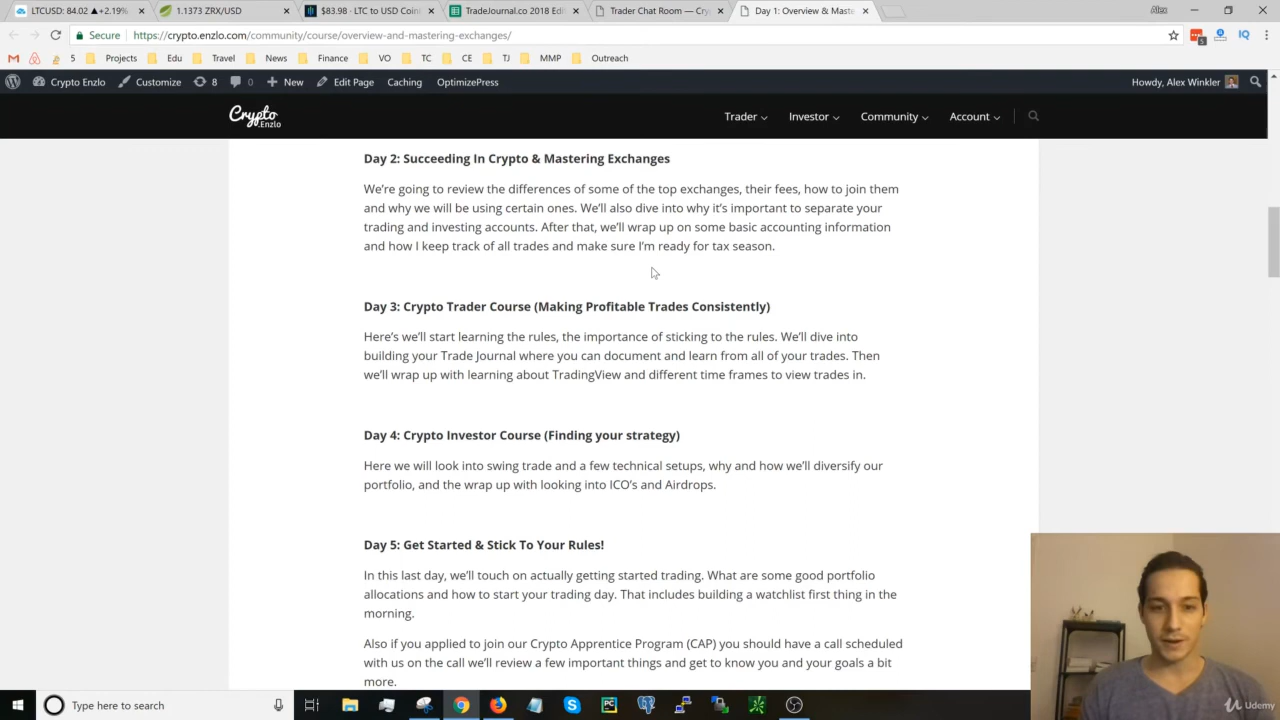 LTCUSD: 84.02 ▲+2.19%
1.1373 ZRX/USD
$83.98 · LTC to USD Coin
TradeJournal.co 2018 Edi
Trader Chat Room — Cry
Day 1: Overview & Maste
Secure
https://crypto.enzlo.com/community/course/overview-and-mastering-exchanges/
5
Projects
Edu
Travel
News
Finance
VO
TC
CE
TJ
MMP
Outreach
Crypto Enzlo
Customize
8
0
New
Edit Page
Caching
OptimizePress
Howdy, Alex Winkler
Crypto
.Enzlo
Trader
Investor
Community
Account
Day 2: Succeeding In Crypto & Mastering Exchanges
We're going to review the differences of some of the top exchanges, their fees, how to join them
and why we will be using certain ones. We'll also dive into why it's important to separate your
trading and investing accounts. After that, we'll wrap up on some basic accounting information
and how I keep track of all trades and make sure I'm ready for tax season.
Day 3: Crypto Trader Course (Making Profitable Trades Consistently)
Here's we'll start learning the rules, the importance of sticking to the rules. We'll dive into
building your Trade Journal where you can document and learn from all of your trades. Then
we'll wrap up with learning about TradingView and different time frames to view trades in.
Day 4: Crypto Investor Course (Finding your strategy)
Here we will look into swing trade and a few technical setups, why and how we'll diversify our
portfolio, and the wrap up with looking into ICO's and Airdrops.
Day 5: Get Started & Stick To Your Rules!
In this last day, we'll touch on actually getting started trading. What are some good portfolio
allocations and how to start your trading day. That includes building a watchlist first thing in the
morning.
Also if you applied to join our Crypto Apprentice Program (CAP) you should have a call scheduled
with us on the call we'll review a few important things and get to know you and your goals a bit
more.
Type here to search
Udemy